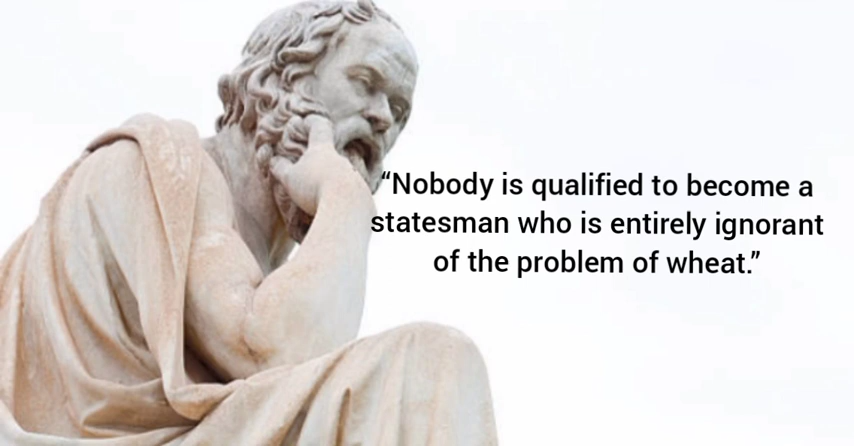 “Nobody is qualified to become a
statesman who is entirely ignorant
of the problem of wheat.”